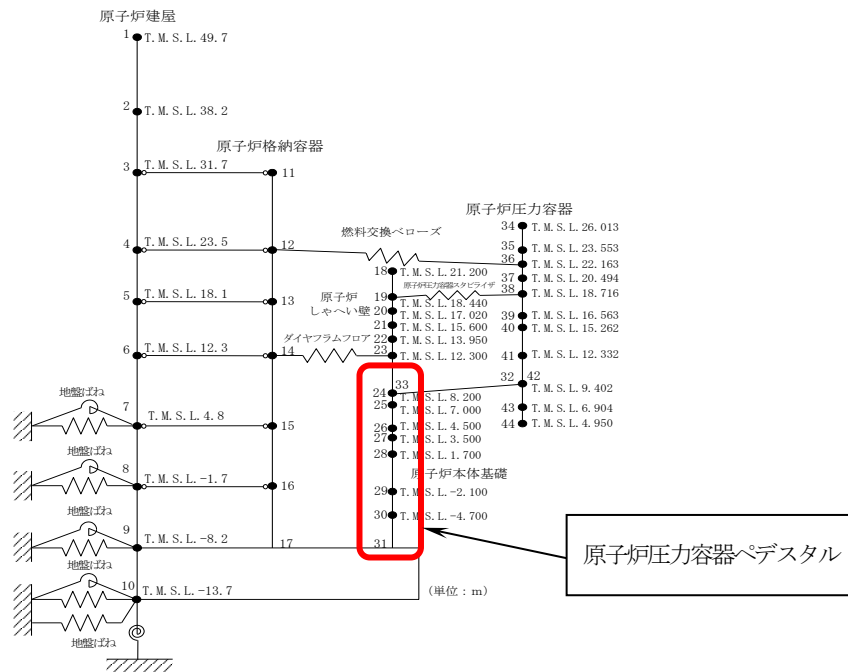 原子炉建屋
1 T.M.S.L.49.7
2 T.M.S.L.38.2
原子炉格納容器
3 T.M.S.L.31.7 11
4 T.M.S.L.23.5 12
燃料交換ベローズ
原子炉圧力容器
34 T.M.S.L.26.013
35 T.M.S.L.23.553
36 T.M.S.L.22.163
37 T.M.S.L.20.494
38 T.M.S.L.18.716
39 T.M.S.L.16.563
40 T.M.S.L.15.262
41 T.M.S.L.12.332
32 42 T.M.S.L.9.402
43 T.M.S.L.6.904
44 T.M.S.L.4.950
18 T.M.S.L.21.200
原子炉圧力容器スタビライザ
19 T.M.S.L.18.440
原子炉
しゃへい壁
20 T.M.S.L.17.020
21 T.M.S.L.15.600
22 T.M.S.L.13.950
23 T.M.S.L.12.300
5 T.M.S.L.18.1 13
ダイヤフラムフロア
6 T.M.S.L.12.3 14
33
24 T.M.S.L.8.200
25 T.M.S.L.7.000
26 T.M.S.L.4.500
27 T.M.S.L.3.500
28 T.M.S.L.1.700
原子炉本体基礎
29 T.M.S.L.-2.100
30 T.M.S.L.-4.700
31
地盤ばね
7 T.M.S.L.4.8 15
地盤ばね
8 T.M.S.L.-1.7 16
地盤ばね
9 T.M.S.L.-8.2 17
地盤ばね
10 T.M.S.L.-13.7
(単位：m)
地盤ばね
原子炉圧力容器ペデスタル